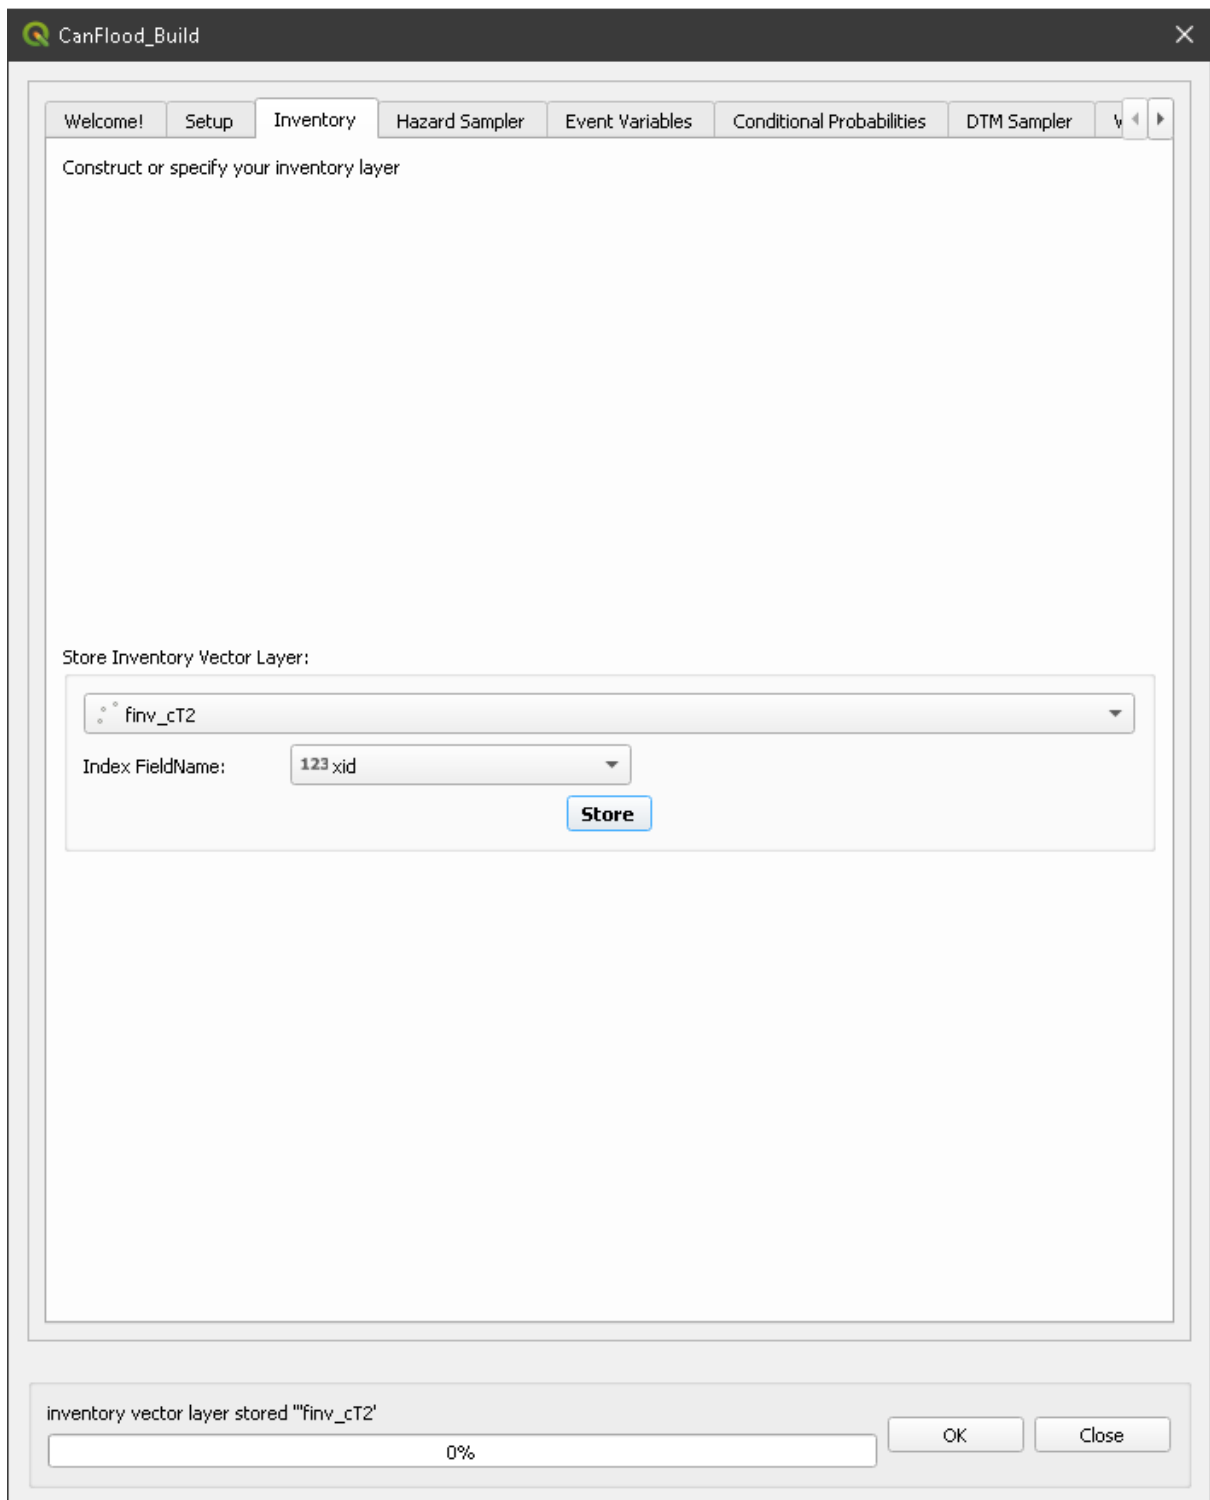 CanFlood_Build
Welcome! Setup Inventory Hazard Sampler Event Variables Conditional Probabilities DTM Sampler
Construct or specify your inventory layer
Store Inventory Vector Layer:
finv_cT2
Index FieldName: 123 xid
Store
inventory vector layer stored "'finv_cT2'
0%
OK Close